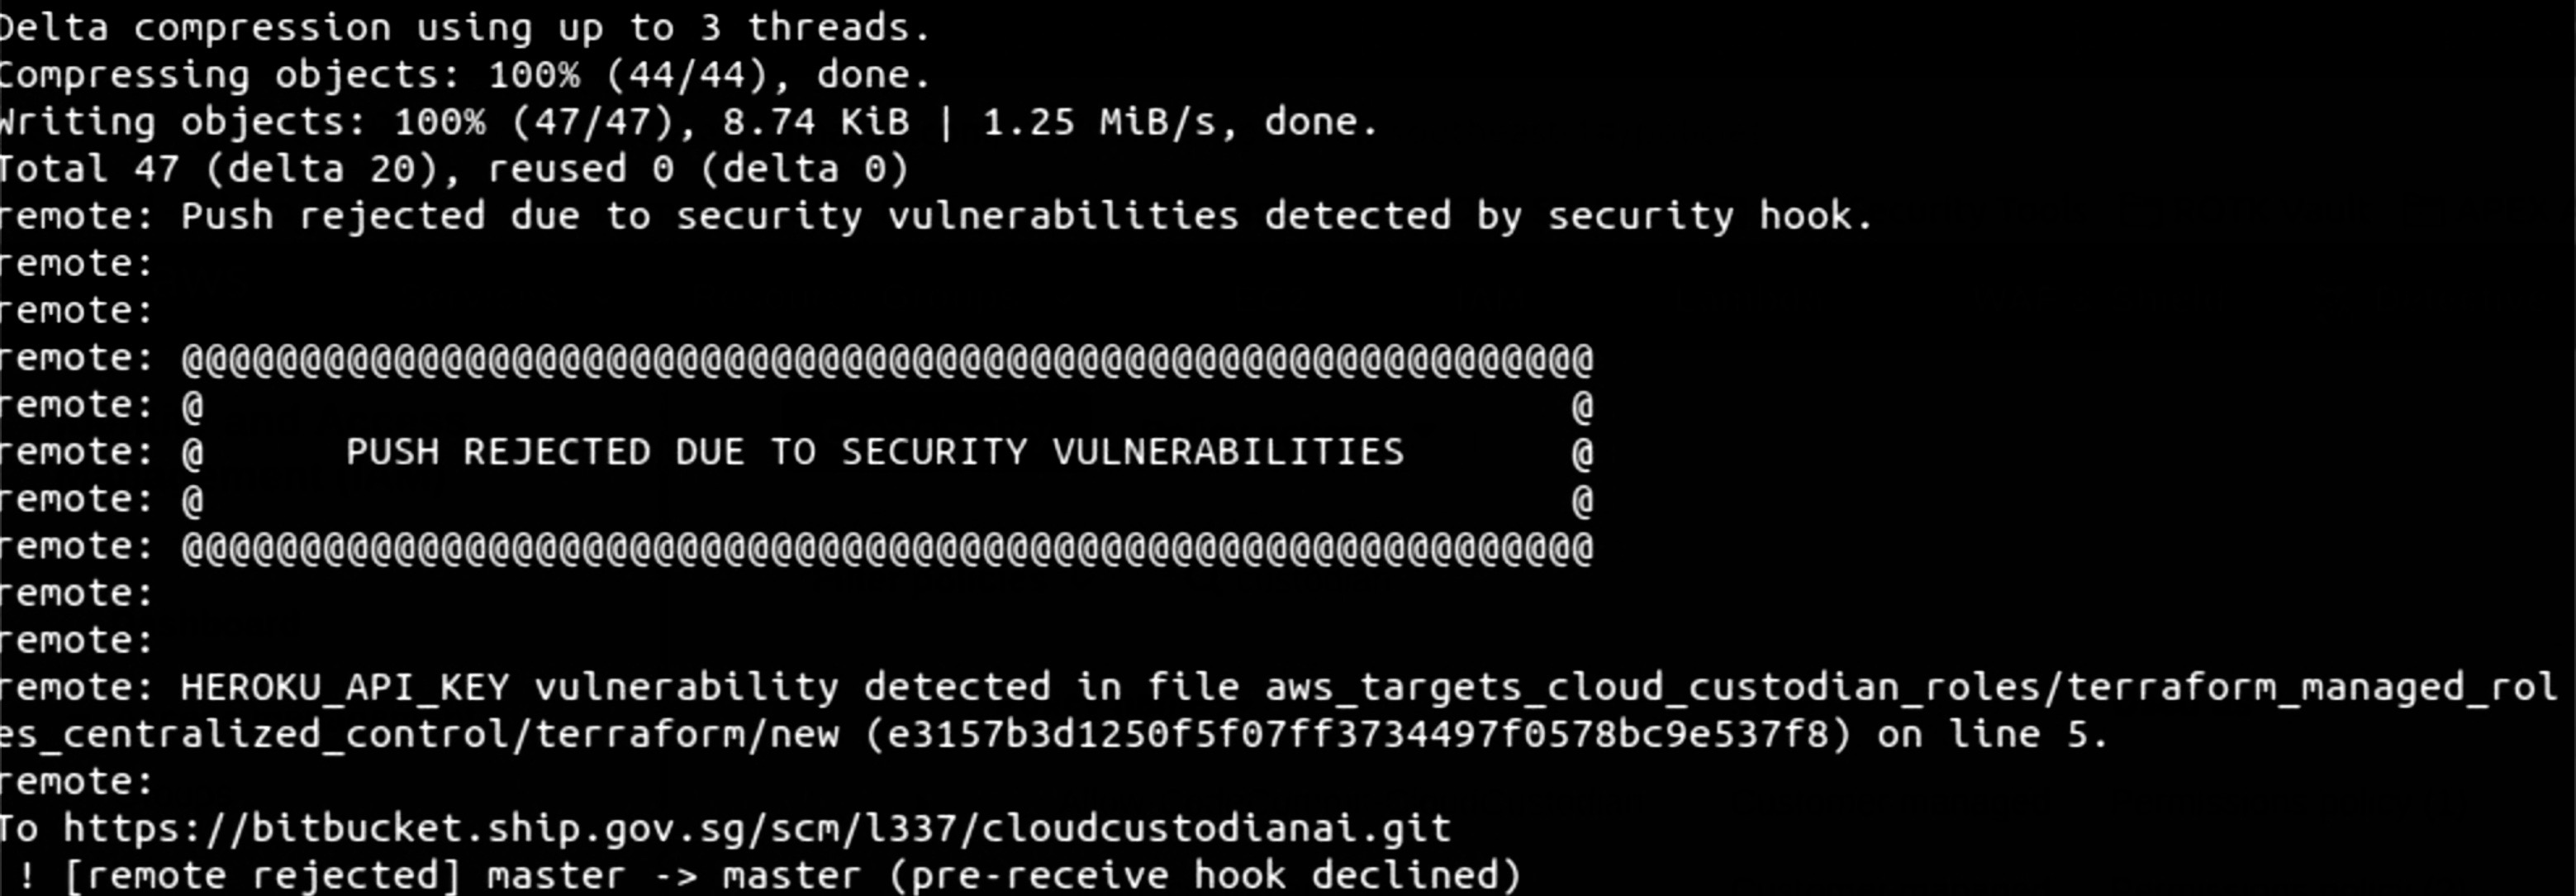 Delta compression using up to 3 threads.
Compressing objects: 100% (44/44), done.
Writing objects: 100% (47/47), 8.74 KiB | 1.25 MiB/s, done.
Total 47 (delta 20), reused 0 (delta 0)
remote: Push rejected due to security vulnerabilities detected by security hook.
remote:
remote:
remote: @@@@@@@@@@@@@@@@@@@@@@@@@@@@@@@@@@@@@@@@@@@@@@@@@@@@@@@@@@@@
remote: @                                                          @
remote: @      PUSH REJECTED DUE TO SECURITY VULNERABILITIES       @
remote: @                                                          @
remote: @@@@@@@@@@@@@@@@@@@@@@@@@@@@@@@@@@@@@@@@@@@@@@@@@@@@@@@@@@@@
remote:
remote:
remote: HEROKU_API_KEY vulnerability detected in file aws_targets_cloud_custodian_roles/terraform_managed_rol
es_centralized_control/terraform/new (e3157b3d1250f5f07ff3734497f0578bc9e537f8) on line 5.
remote:
To https://bitbucket.ship.gov.sg/scm/l337/cloudcustodianai.git
 ! [remote rejected] master -> master (pre-receive hook declined)